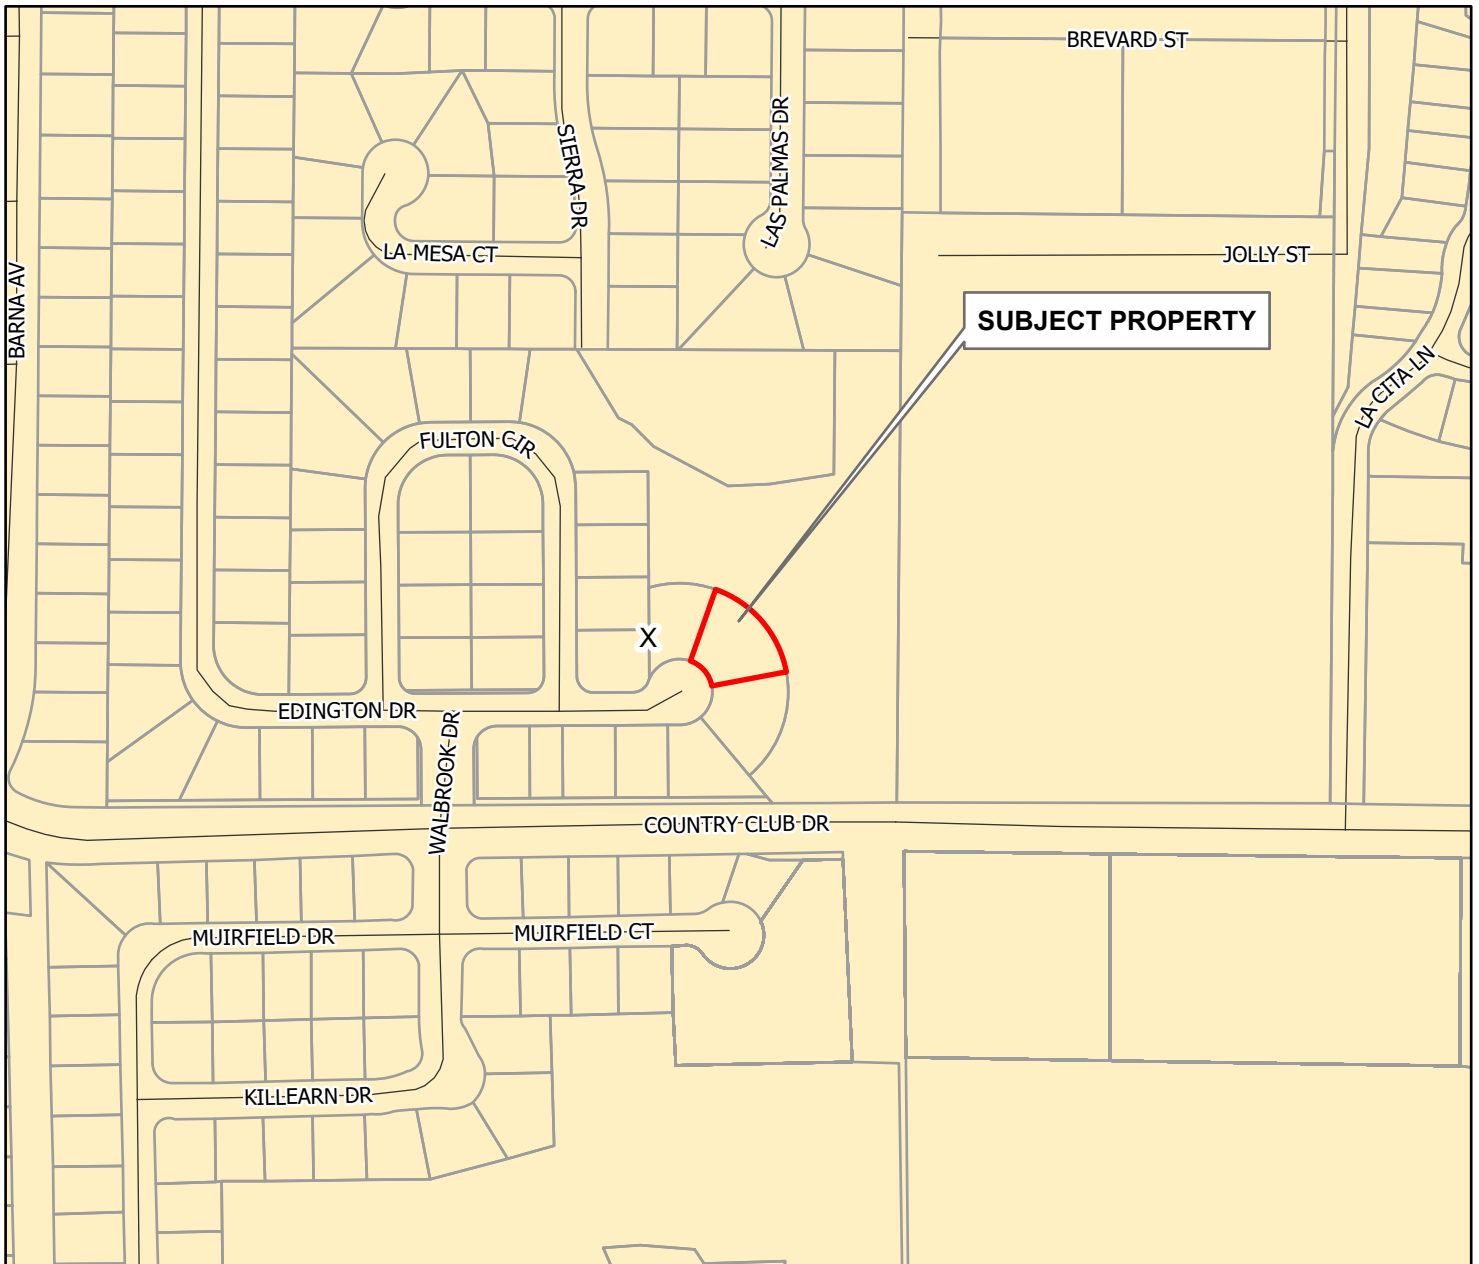 BREVARD ST
SIERRA DR
LAS PALMAS DR
LA MESA CT
JOLLY ST
BARNA AV
SUBJECT PROPERTY
LA CITA LN
FULTON CIR
X
EDINGTON DR
WALBROOK DR
COUNTRY CLUB DR
MUIRFIELD DR
MUIRFIELD CT
KILLEARN DR